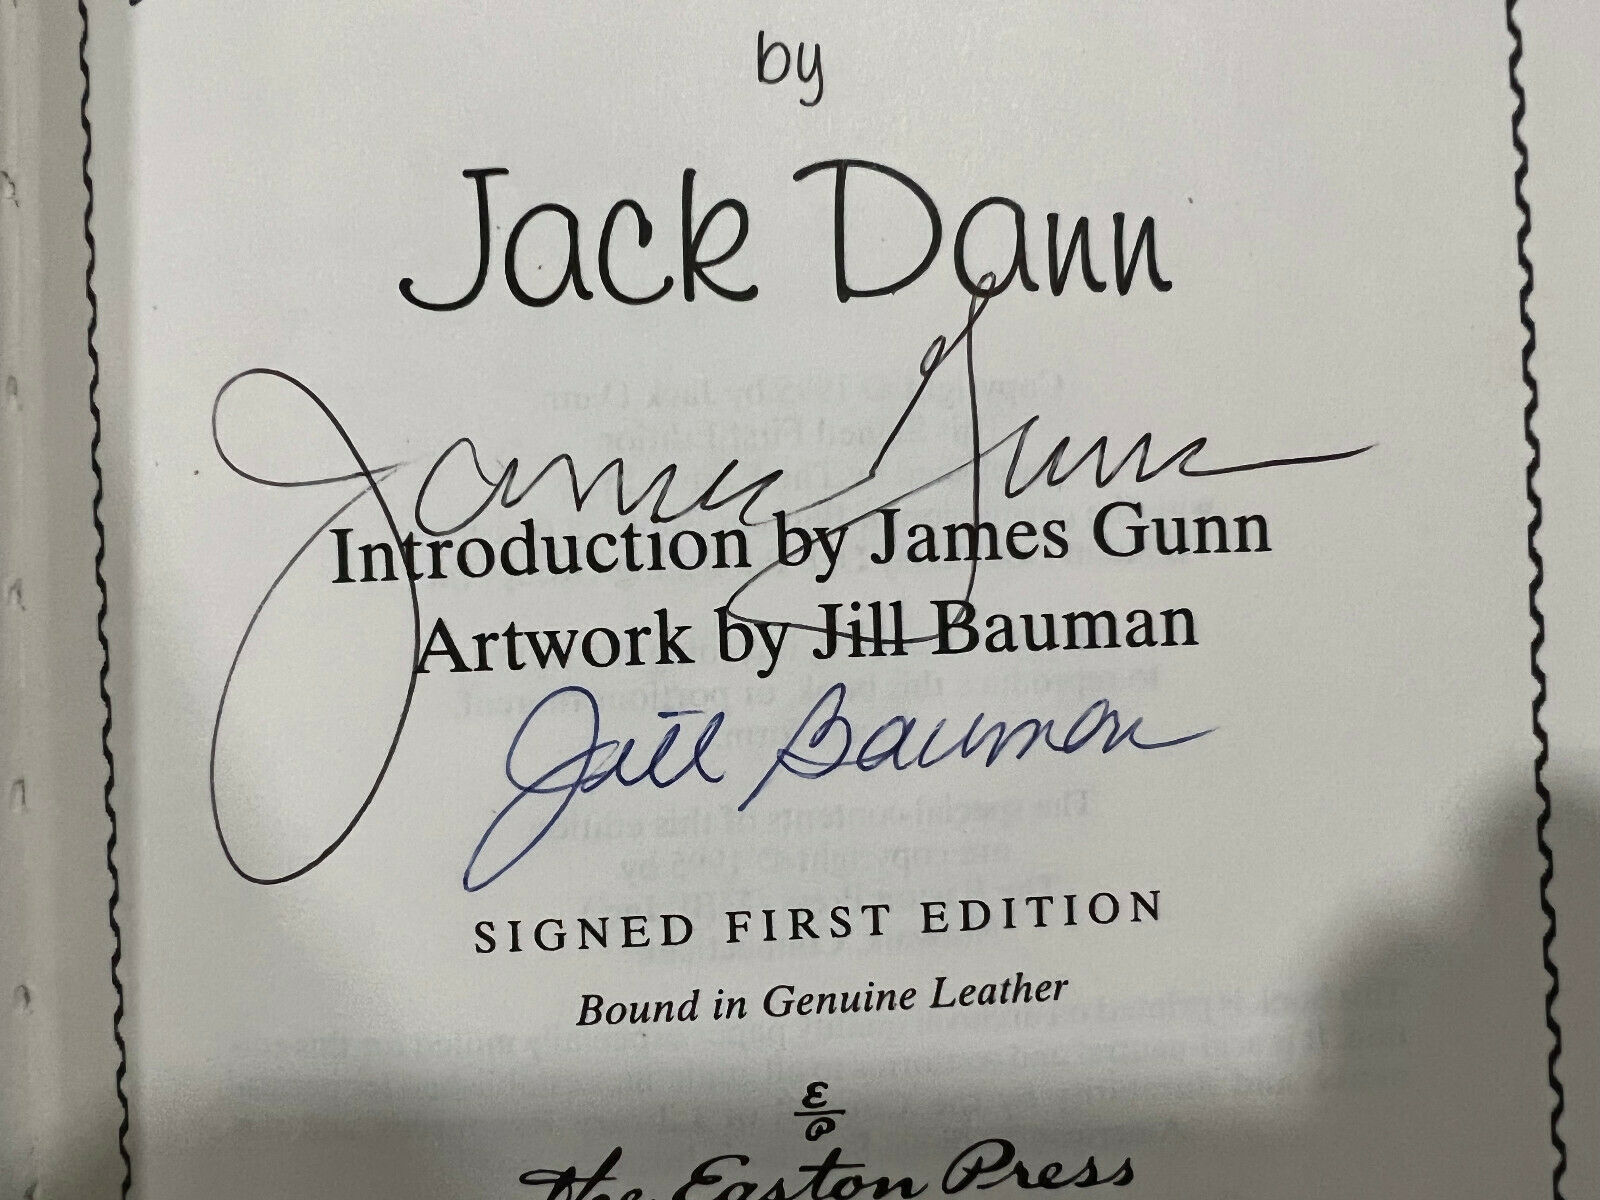 by
Jack Dann
James Gunn
Introduction by James Gunn
Artwork by Jill Bauman
Jill Bauman
SIGNED FIRST EDITION
Bound in Genuine Leather
The Easton Press